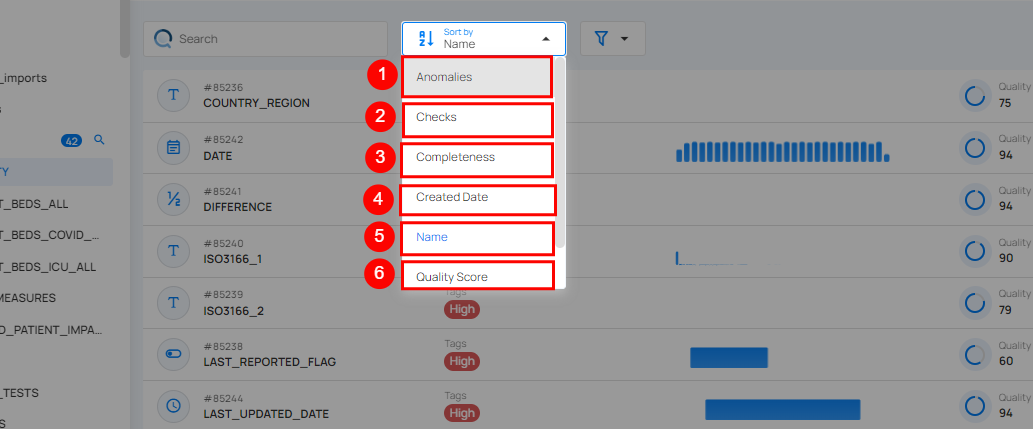 Search
Sort by
Name
_imports
1
Anomalies
#85236
COUNTRY_REGION
Quality
75
2
Checks
42
#85242
DATE
Quality
94
3
Completeness
TY
#85241
DIFFERENCE
4
Created Date
Quality
94
T_BEDS_ALL
T_BEDS_COVID_...
#85240
ISO3166_1
5
Name
Quality
90
T_BEDS_ICU_ALL
6
Quality Score
MEASURES
#85239
ISO3166_2
Tags
High
Quality
79
D_PATIENT_IMPA...
#85238
LAST_REPORTED_FLAG
Tags
High
Quality
60
_TESTS
#85244
LAST_UPDATED_DATE
Tags
High
Quality
94
S